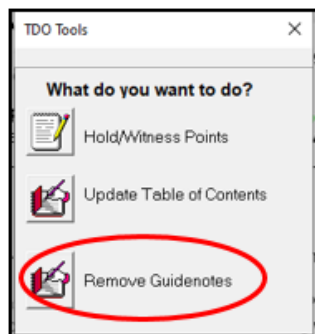 TDO Tools
What do you want to do?
Hold/Witness Points
Update Table of Contents
Remove Guidenotes